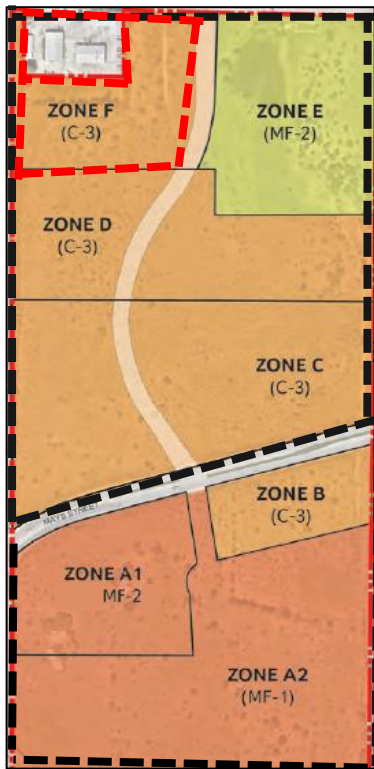 ZONE F
(C-3)
ZONE E
(MF-2)
ZONE D
(C-3)
ZONE C
(C-3)
ZONE B
(C-3)
MAYS STREET
ZONE A1
MF-2
ZONE A2
(MF-1)